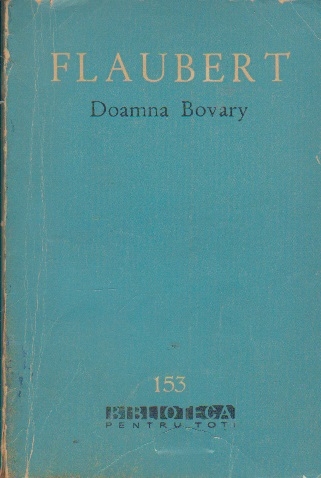 FLAUBERT
Doamna Bovary
153
BIBLIOTECA
PENTRU TOȚI